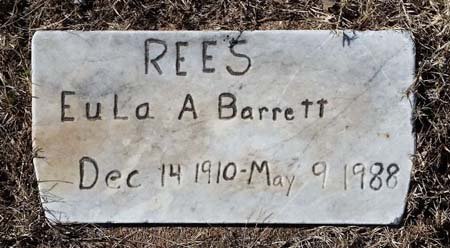 REES
EuLa A Barrett
Dec 14 1910-May 9 1988